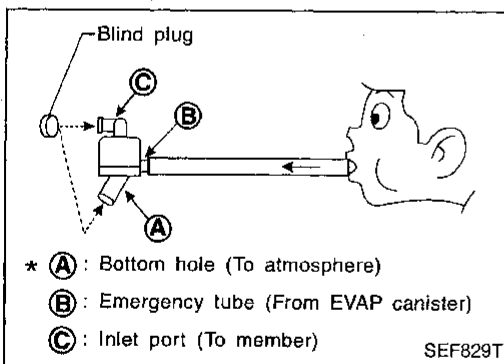 Blind plug
C
B
A
* A : Bottom hole (To atmosphere)
B : Emergency tube (From EVAP canister)
C : Inlet port (To member)
SEF829T